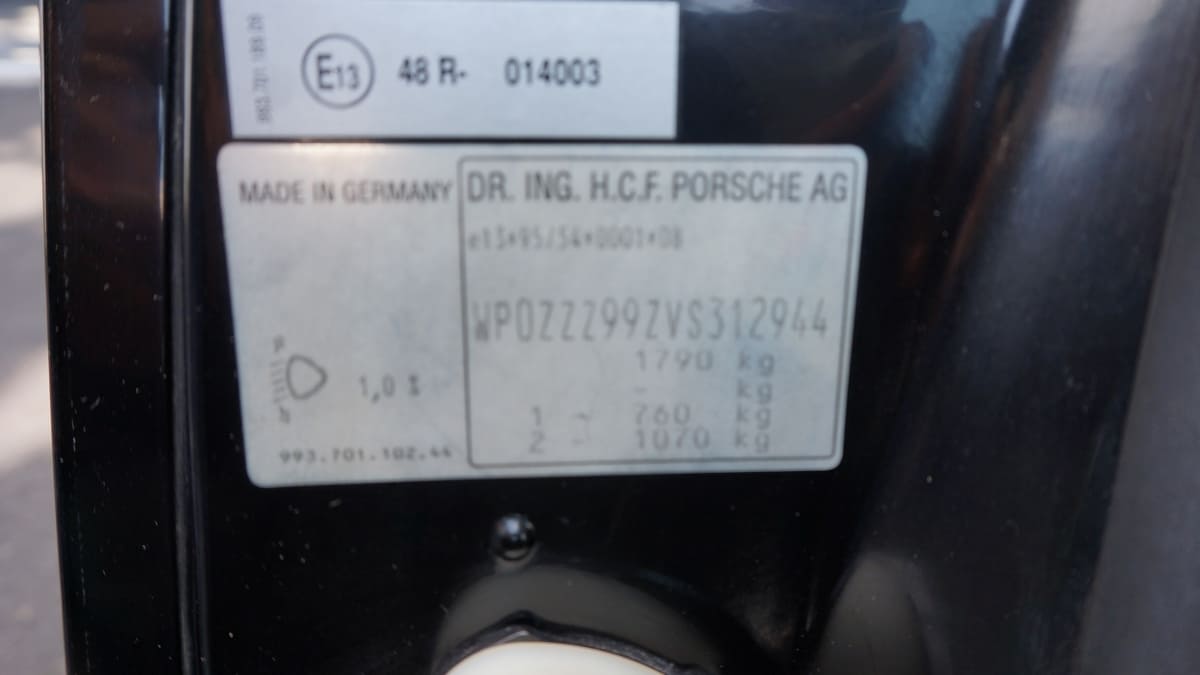 E13 48 R- 014003
MADE IN GERMANY
DR. ING. H.C.F. PORSCHE AG
e13*95/54*0001*08
WP0ZZZ99ZVS312944
1790 kg
- kg
1 - 760 kg
2 - 1070 kg
1,0 %
993.701.102.44